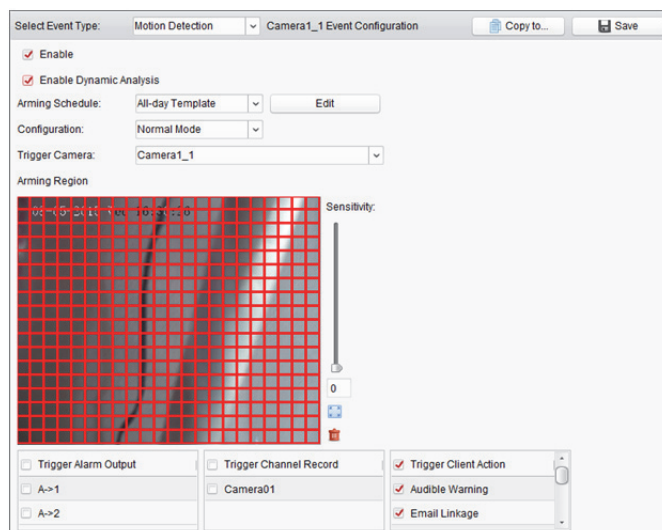 Select Event Type: Motion Detection Camera1_1 Event Configuration Copy to... Save
Enable
Enable Dynamic Analysis
Arming Schedule: All-day Template Edit
Configuration: Normal Mode
Trigger Camera: Camera1_1
Arming Region
Sensitivity:
0
Trigger Alarm Output Trigger Channel Record Trigger Client Action
A->1 Camera01 Audible Warning
A->2 Email Linkage